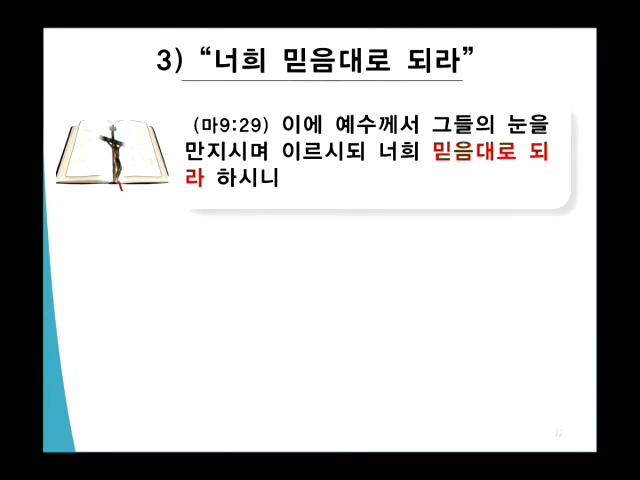 3) “너희 믿음대로 되라”
(마9:29) 이에 예수께서 그들의 눈을
만지시며 이르시되 너희 믿음대로 되
라 하시니